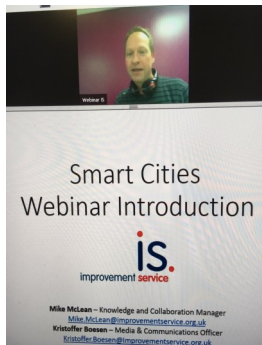 Webinar
Smart Cities
Webinar Introduction
is.
improvement service
Mike McLean – Knowledge and Collaboration Manager
Mike.McLean@improvementservice.org.uk
Kristoffer Boesen – Media & Communications Officer
Kristoffer.Boesen@improvementservice.org.uk